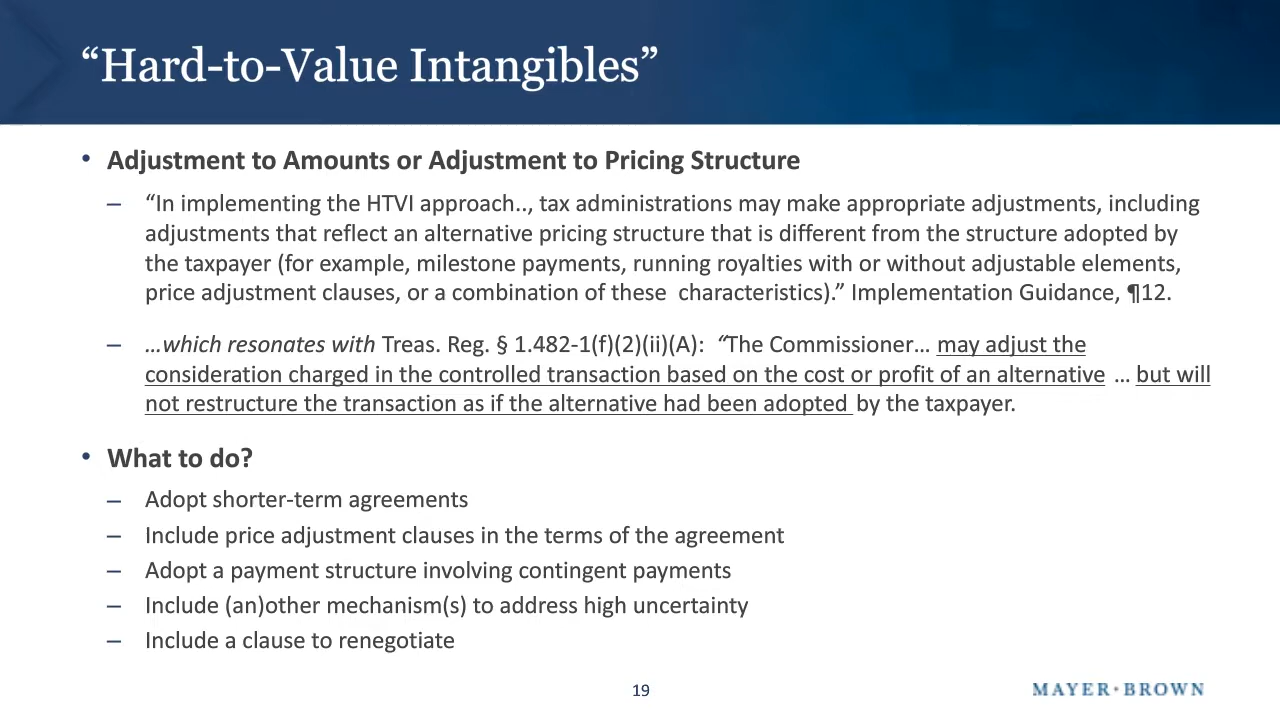 “Hard-to-Value Intangibles”
• Adjustment to Amounts or Adjustment to Pricing Structure
– “In implementing the HTVI approach.., tax administrations may make appropriate adjustments, including
adjustments that reflect an alternative pricing structure that is different from the structure adopted by
the taxpayer (for example, milestone payments, running royalties with or without adjustable elements,
price adjustment clauses, or a combination of these characteristics).” Implementation Guidance, ¶12.
– …which resonates with Treas. Reg. § 1.482-1(f)(2)(ii)(A): “The Commissioner… may adjust the
consideration charged in the controlled transaction based on the cost or profit of an alternative … but will
not restructure the transaction as if the alternative had been adopted by the taxpayer.
• What to do?
– Adopt shorter-term agreements
– Include price adjustment clauses in the terms of the agreement
– Adopt a payment structure involving contingent payments
– Include (an)other mechanism(s) to address high uncertainty
– Include a clause to renegotiate
19
MAYER·BROWN